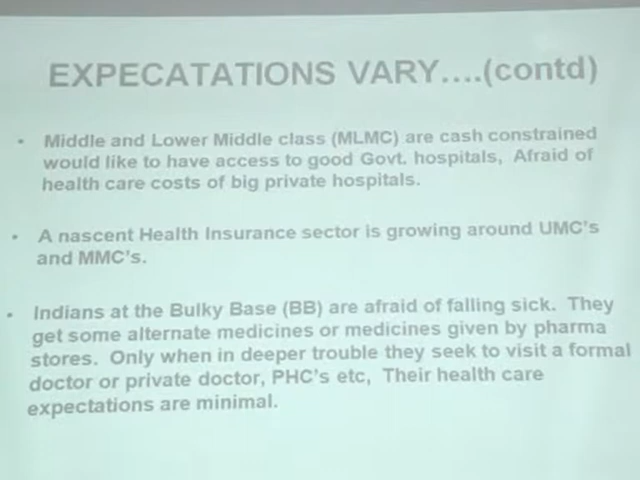 EXPECATATIONS VARY....(contd)
• Middle and Lower Middle class (MLMC) are cash constrained
would like to have access to good Govt. hospitals, Afraid of
health care costs of big private hospitals.
• A nascent Health Insurance sector is growing around UMC's
and MMC's.
• Indians at the Bulky Base (BB) are afraid of falling sick. They
get some alternate medicines or medicines given by pharma
stores. Only when in deeper trouble they seek to visit a formal
doctor or private doctor, PHC's etc, Their health care
expectations are minimal.